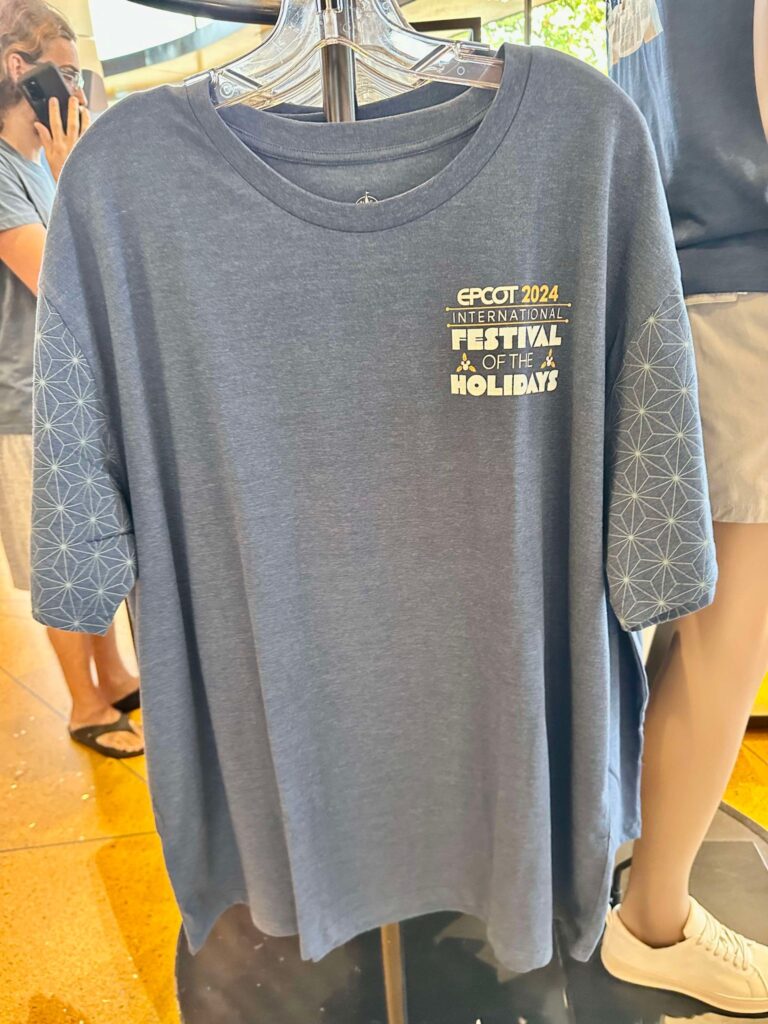 EPCOT 2024
INTERNATIONAL
FESTIVAL
OF THE
HOLIDAYS